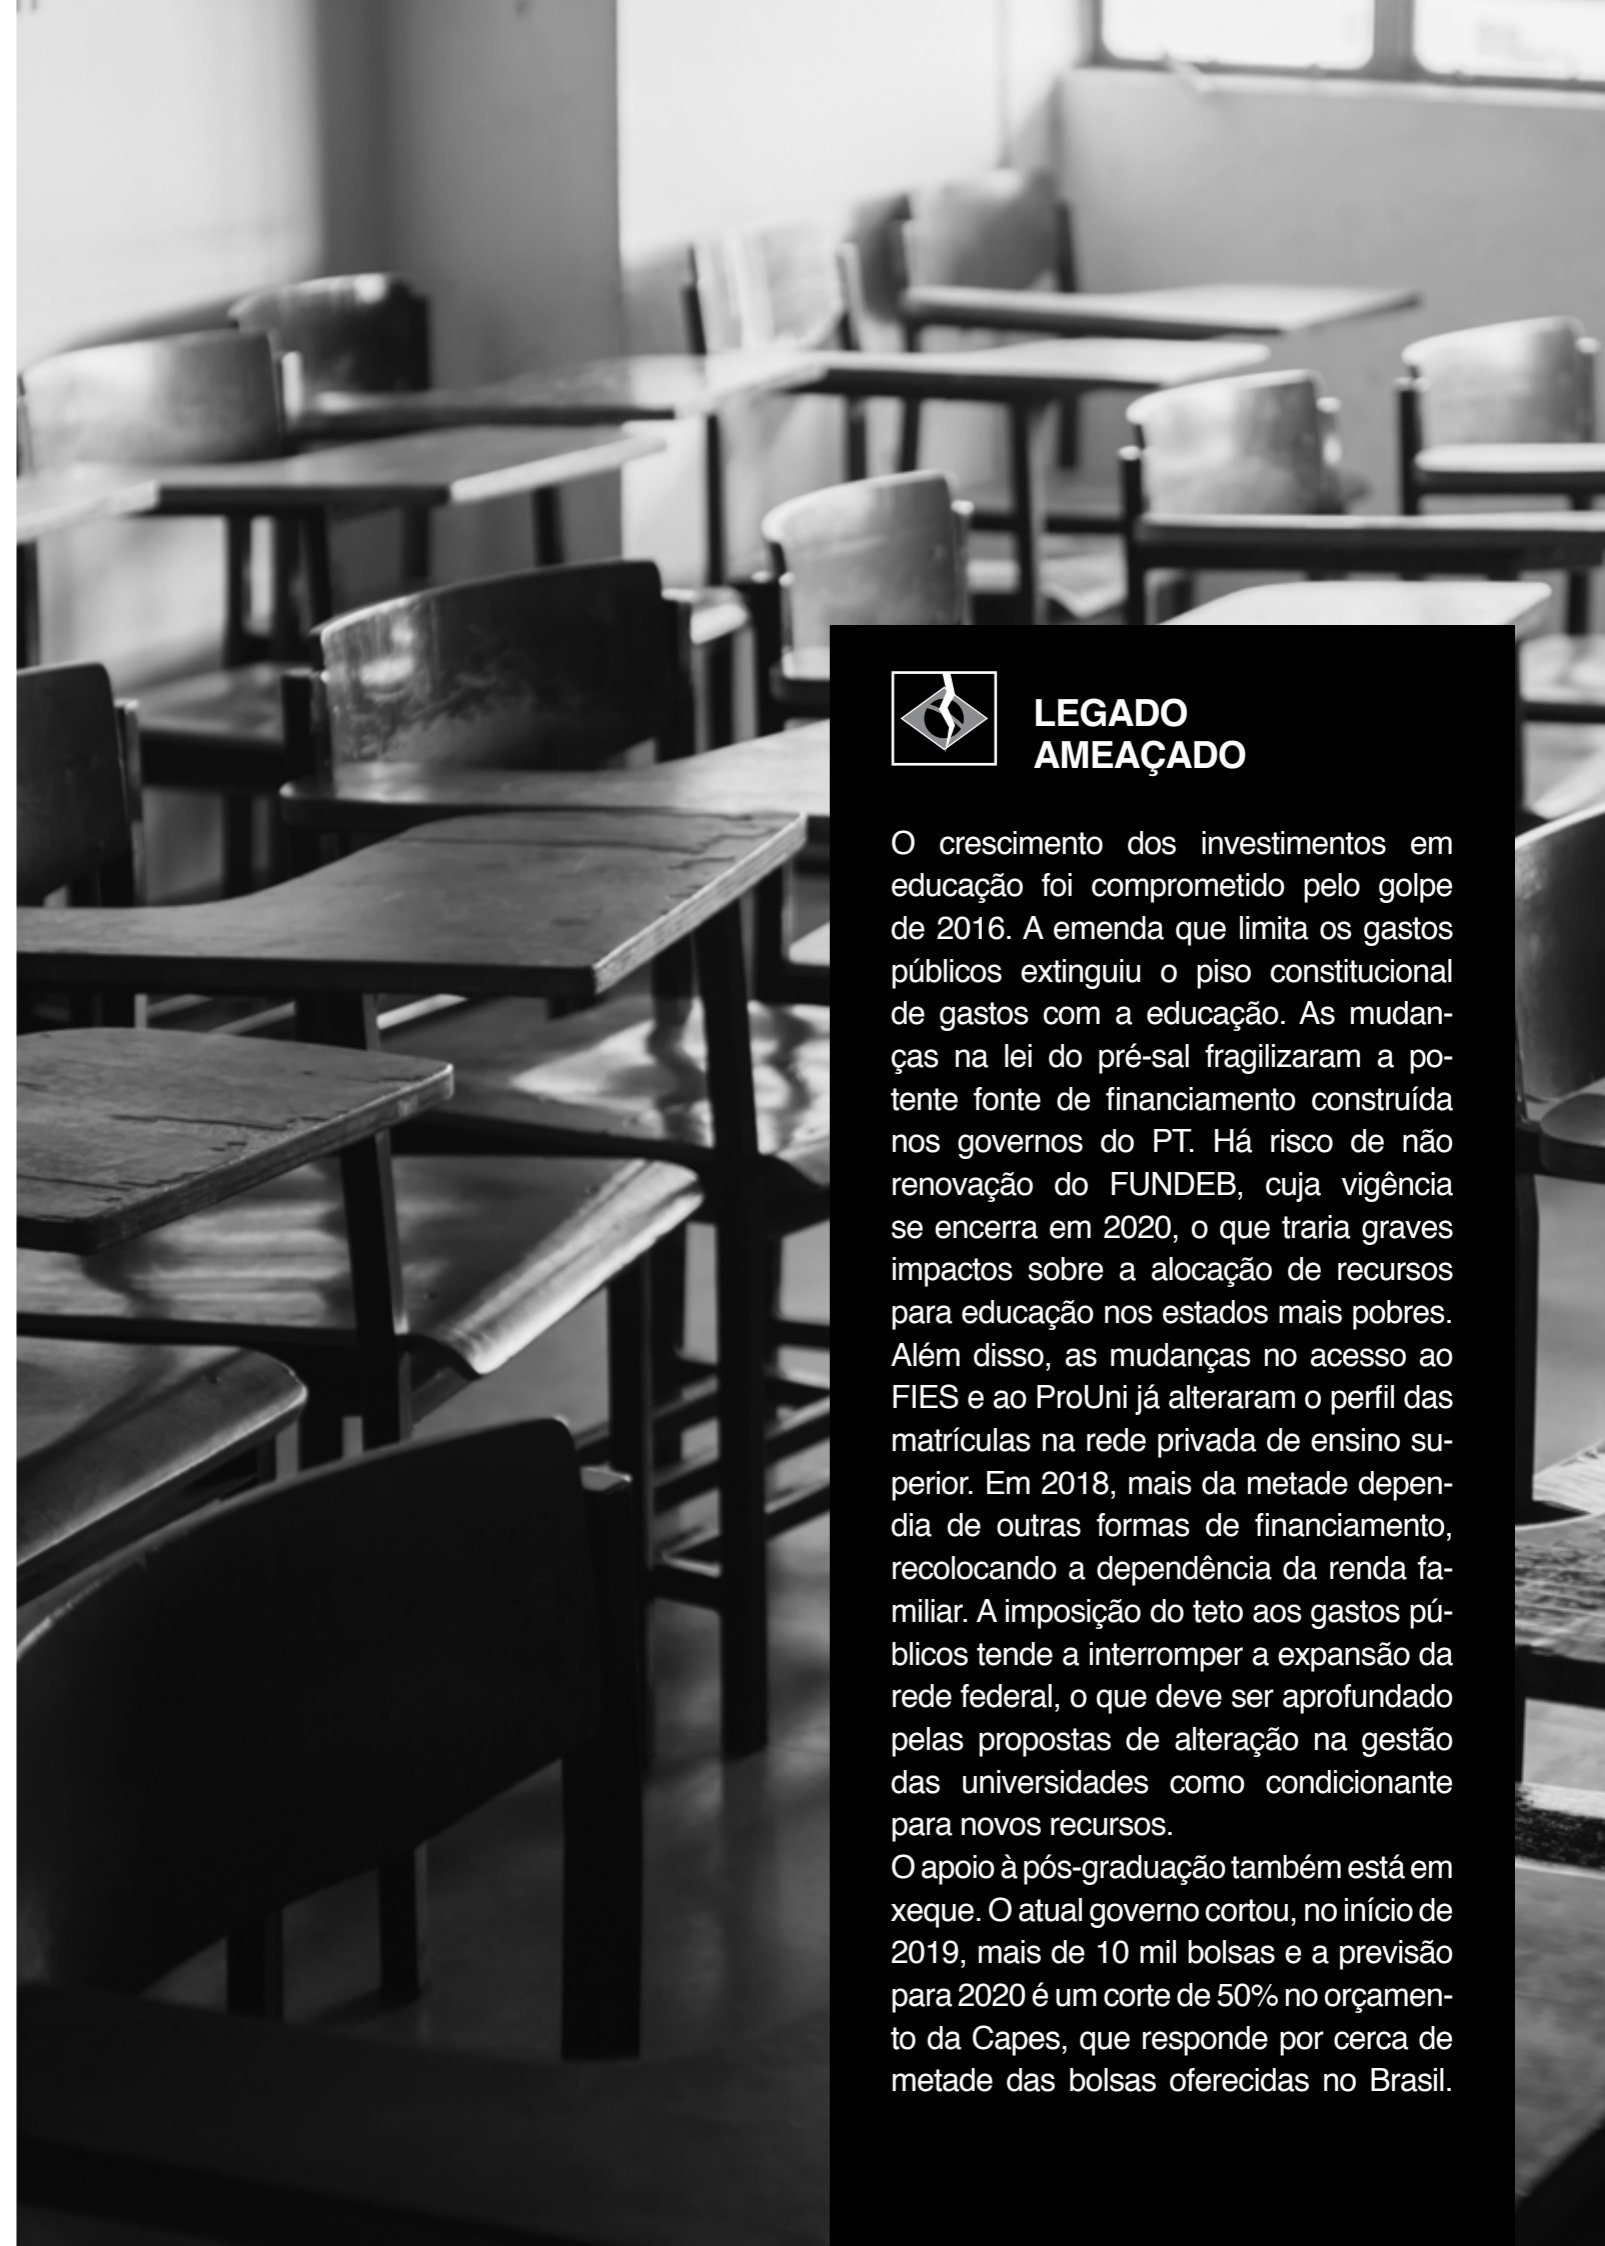 LEGADO
AMEAÇADO
O crescimento dos investimentos em
educação foi comprometido pelo golpe
de 2016. A emenda que limita os gastos
públicos extinguiu o piso constitucional
de gastos com a educação. As mudan-
ças na lei do pré-sal fragilizaram a po-
tente fonte de financiamento construída
nos governos do PT. Há risco de não
renovação do FUNDEB, cuja vigência
se encerra em 2020, o que traria graves
impactos sobre a alocação de recursos
para educação nos estados mais pobres.
Além disso, as mudanças no acesso ao
FIES e ao ProUni já alteraram o perfil das
matrículas na rede privada de ensino su-
perior. Em 2018, mais da metade depen-
dia de outras formas de financiamento,
recolocando a dependência da renda fa-
miliar. A imposição do teto aos gastos pú-
blicos tende a interromper a expansão da
rede federal, o que deve ser aprofundado
pelas propostas de alteração na gestão
das universidades como condicionante
para novos recursos.
O apoio à pós-graduação também está em
xeque. O atual governo cortou, no início de
2019, mais de 10 mil bolsas e a previsão
para 2020 é um corte de 50% no orçamen-
to da Capes, que responde por cerca de
metade das bolsas oferecidas no Brasil.